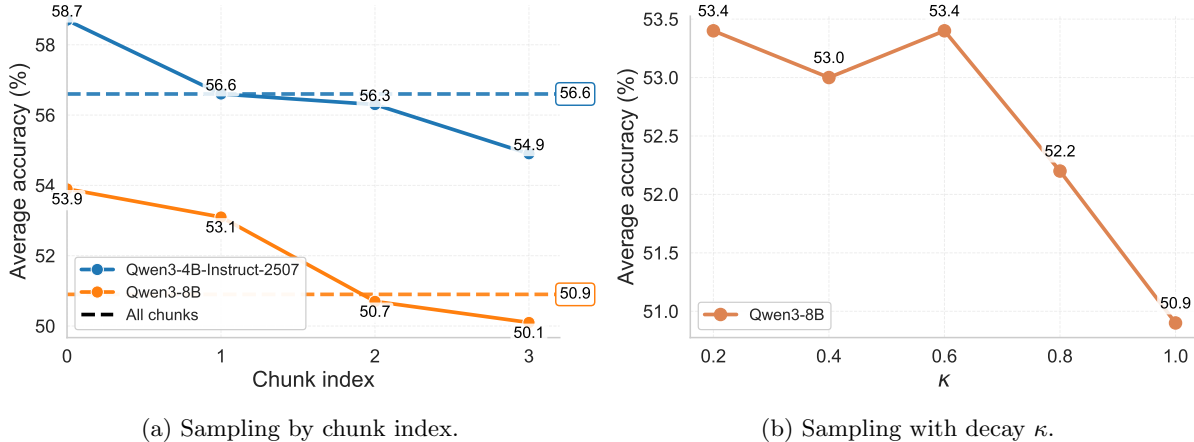 58.7
58
56.6
56.6
56.3
56
54.9
54
53.9
53.1
52
50.9
50.7
50
50.1
Average accuracy (%)
Qwen3-4B-Instruct-2507
Qwen3-8B
All chunks
0 1 2 3
Chunk index
(a) Sampling by chunk index.
53.5
53.4
53.4
53.0
53.0
52.5
52.2
52.0
51.5
51.0
50.9
Average accuracy (%)
Qwen3-8B
0.2 0.4 0.6 0.8 1.0
κ
(b) Sampling with decay κ.